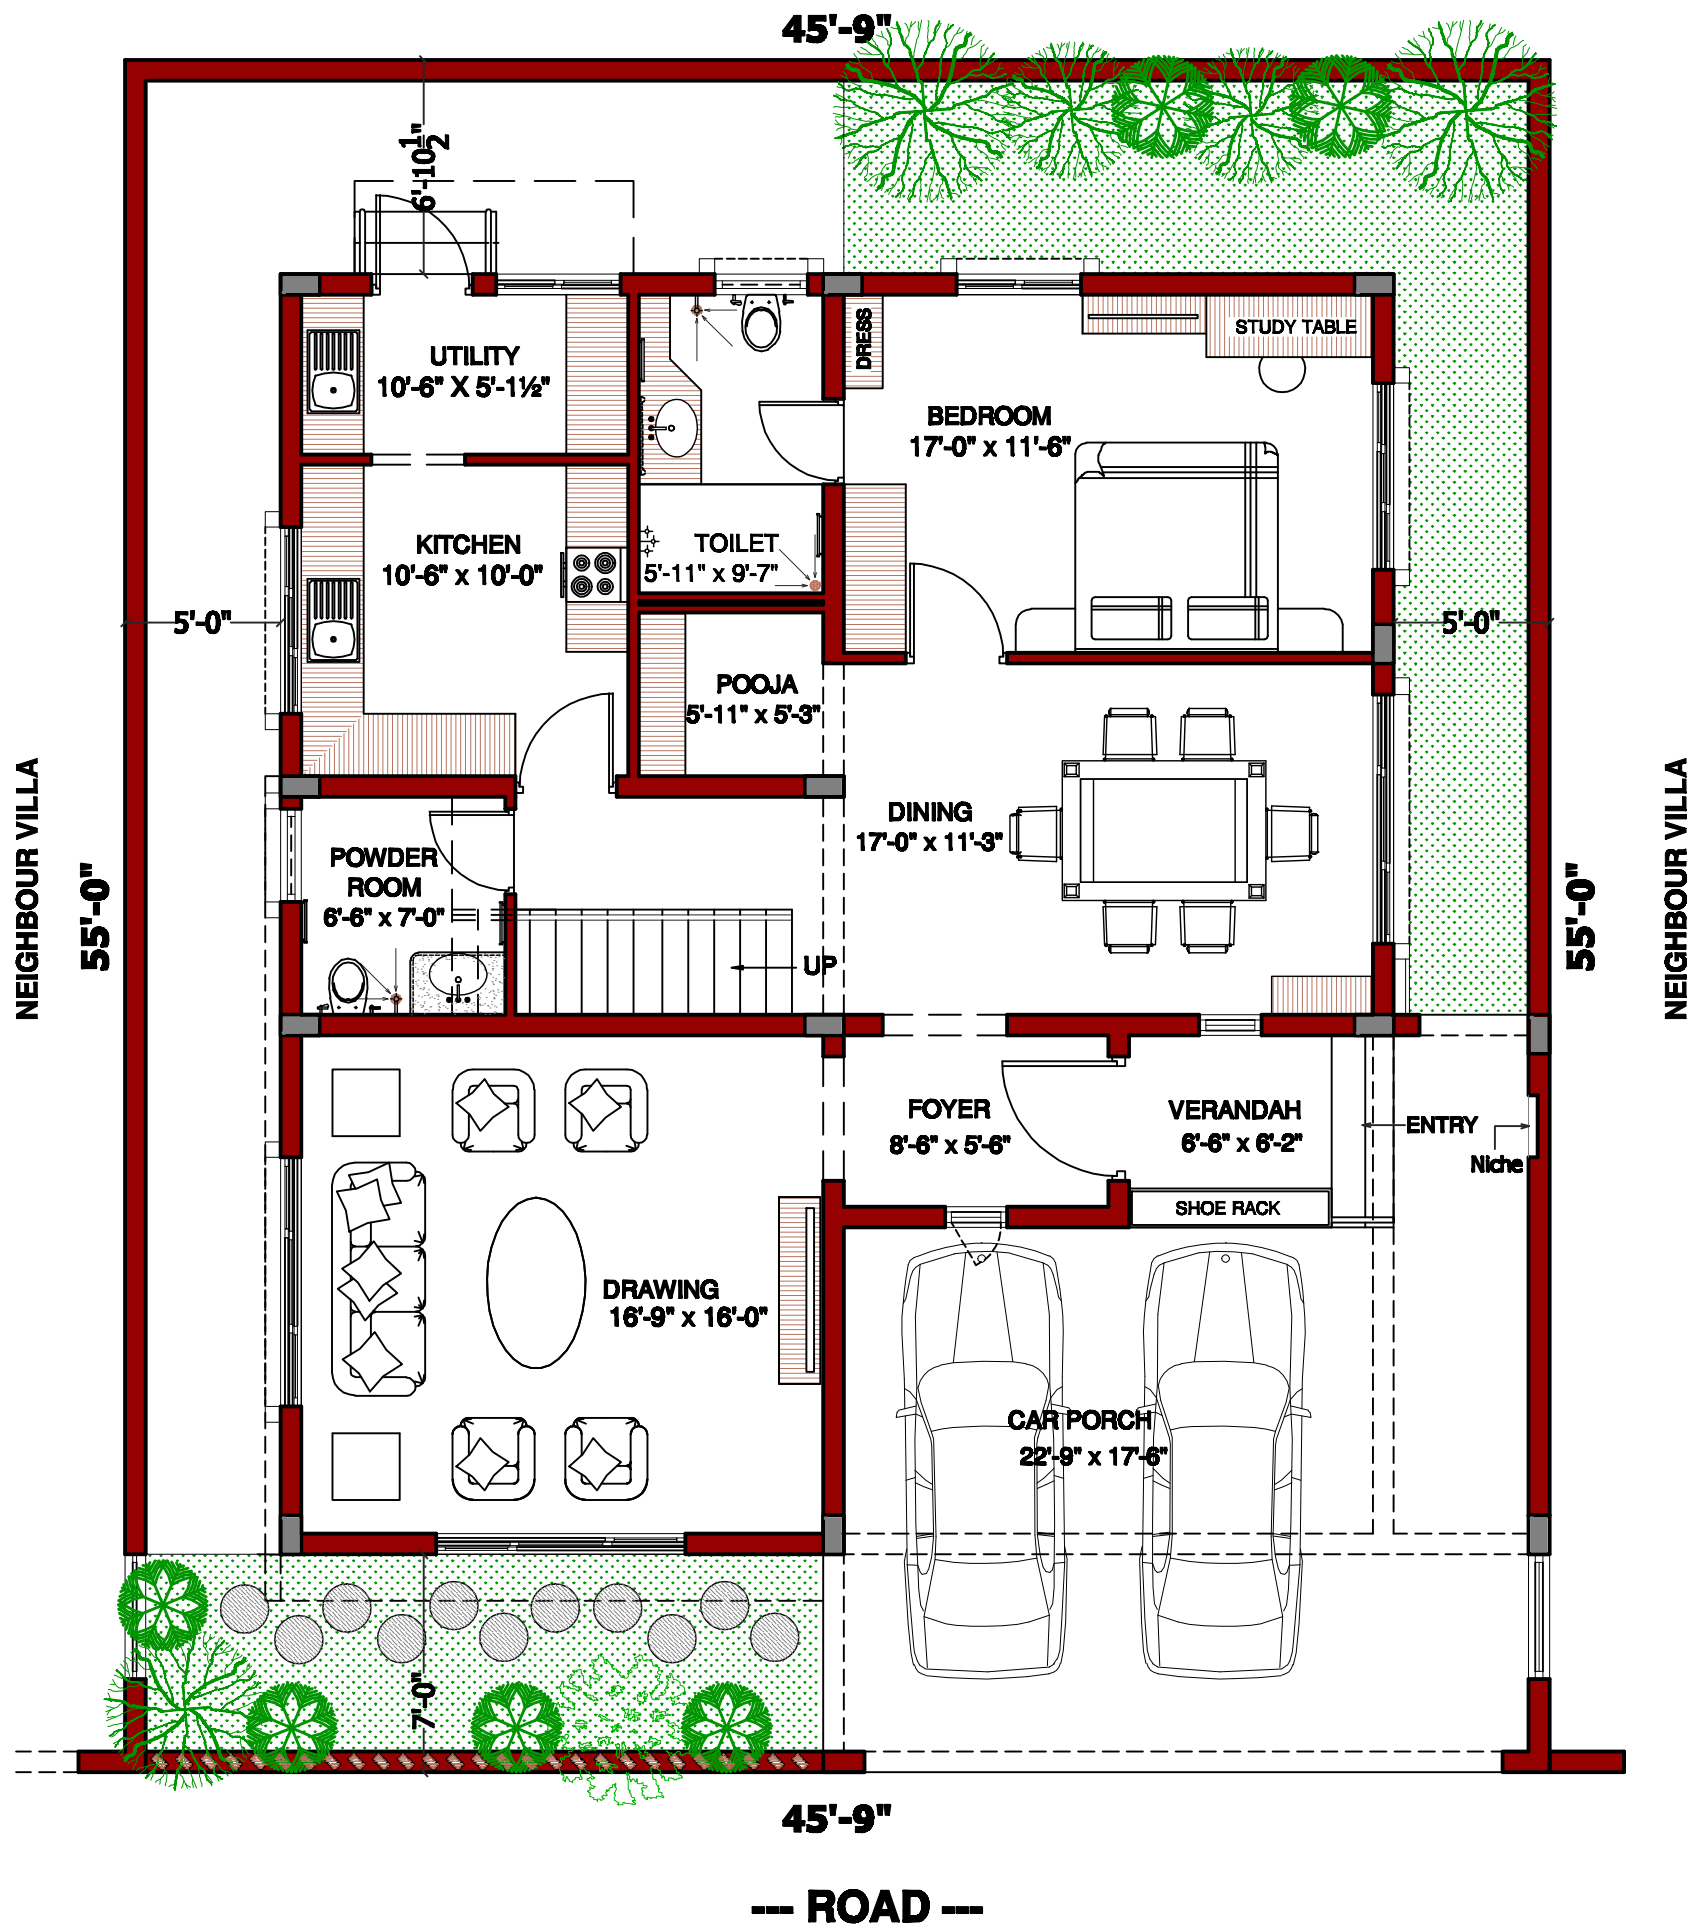 45'-9"
6'-10 1/2"
UTILITY
10'-6" X 5'-1½"
DRESS
STUDY TABLE
BEDROOM
17'-0" x 11'-6"
KITCHEN
10'-6" x 10'-0"
TOILET
5'-11" x 9'-7"
5'-0"
5'-0"
POOJA
5'-11" x 5'-3"
NEIGHBOUR VILLA
55'-0"
DINING
17'-0" x 11'-3"
POWDER
ROOM
6'-6" x 7'-0"
UP
55'-0"
NEIGHBOUR VILLA
FOYER
8'-6" x 5'-6"
VERANDAH
6'-6" x 6'-2"
ENTRY
Niche
SHOE RACK
DRAWING
16'-9" x 16'-0"
CAR PORCH
22'-9" x 17'-6"
7'-0"
45'-9"
--- ROAD ---